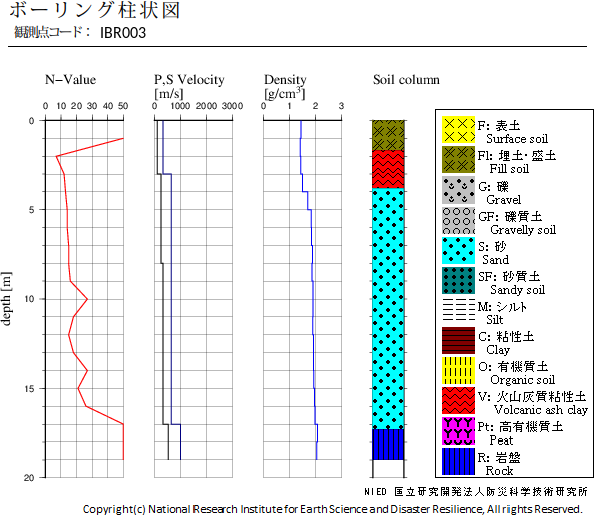 ボーリング柱状図
観測点コード： IBR003
N−Value
P,S Velocity
Density
Soil column
[m/s]
[g/cm³]
0 10 20 30 40 50
0 1000 2000 3000
0 1 2 3
0
5
10
15
20
depth [m]
F: 表土
Surface soil
Fl: 埋土・盛土
Fill soil
G: 礫
Gravel
GF: 礫質土
Gravelly soil
S: 砂
Sand
SF: 砂質土
Sandy soil
M: シルト
Silt
C: 粘性土
Clay
O: 有機質土
Organic soil
V: 火山灰質粘性土
Volcanic ash clay
Pt: 高有機質土
Peat
R: 岩盤
Rock
NIED 国立研究開発法人防災科学技術研究所
Copyright(c) National Research Institute for Earth Science and Disaster Resilience, All rights Reserved.